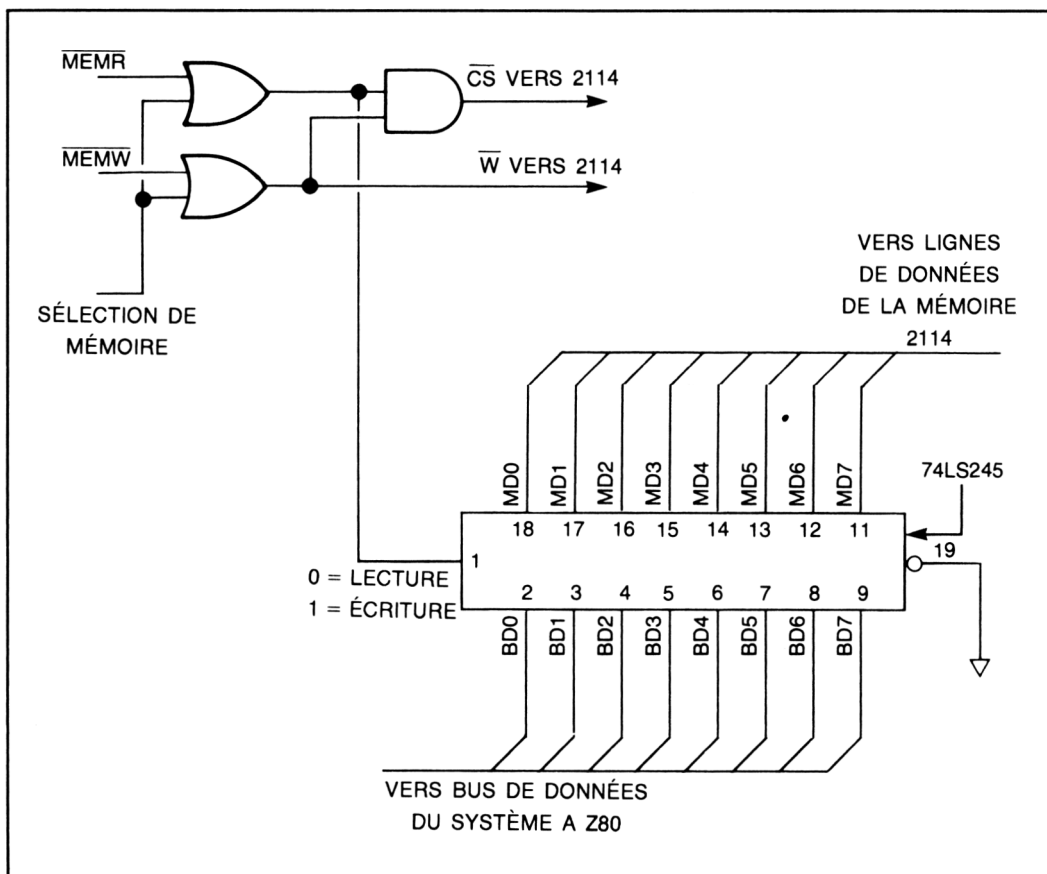 MEMR
CS VERS 2114
MEMW
W VERS 2114
SÉLECTION DE
MÉMOIRE
VERS LIGNES
DE DONNÉES
DE LA MÉMOIRE
2114
MD0 MD1 MD2 MD3 MD4 MD5 MD6 MD7
74LS245
18 17 16 15 14 13 12 11
19
1
0 = LECTURE
1 = ÉCRITURE
2 3 4 5 6 7 8 9
BD0 BD1 BD2 BD3 BD4 BD5 BD6 BD7
VERS BUS DE DONNÉES
DU SYSTÈME A Z80